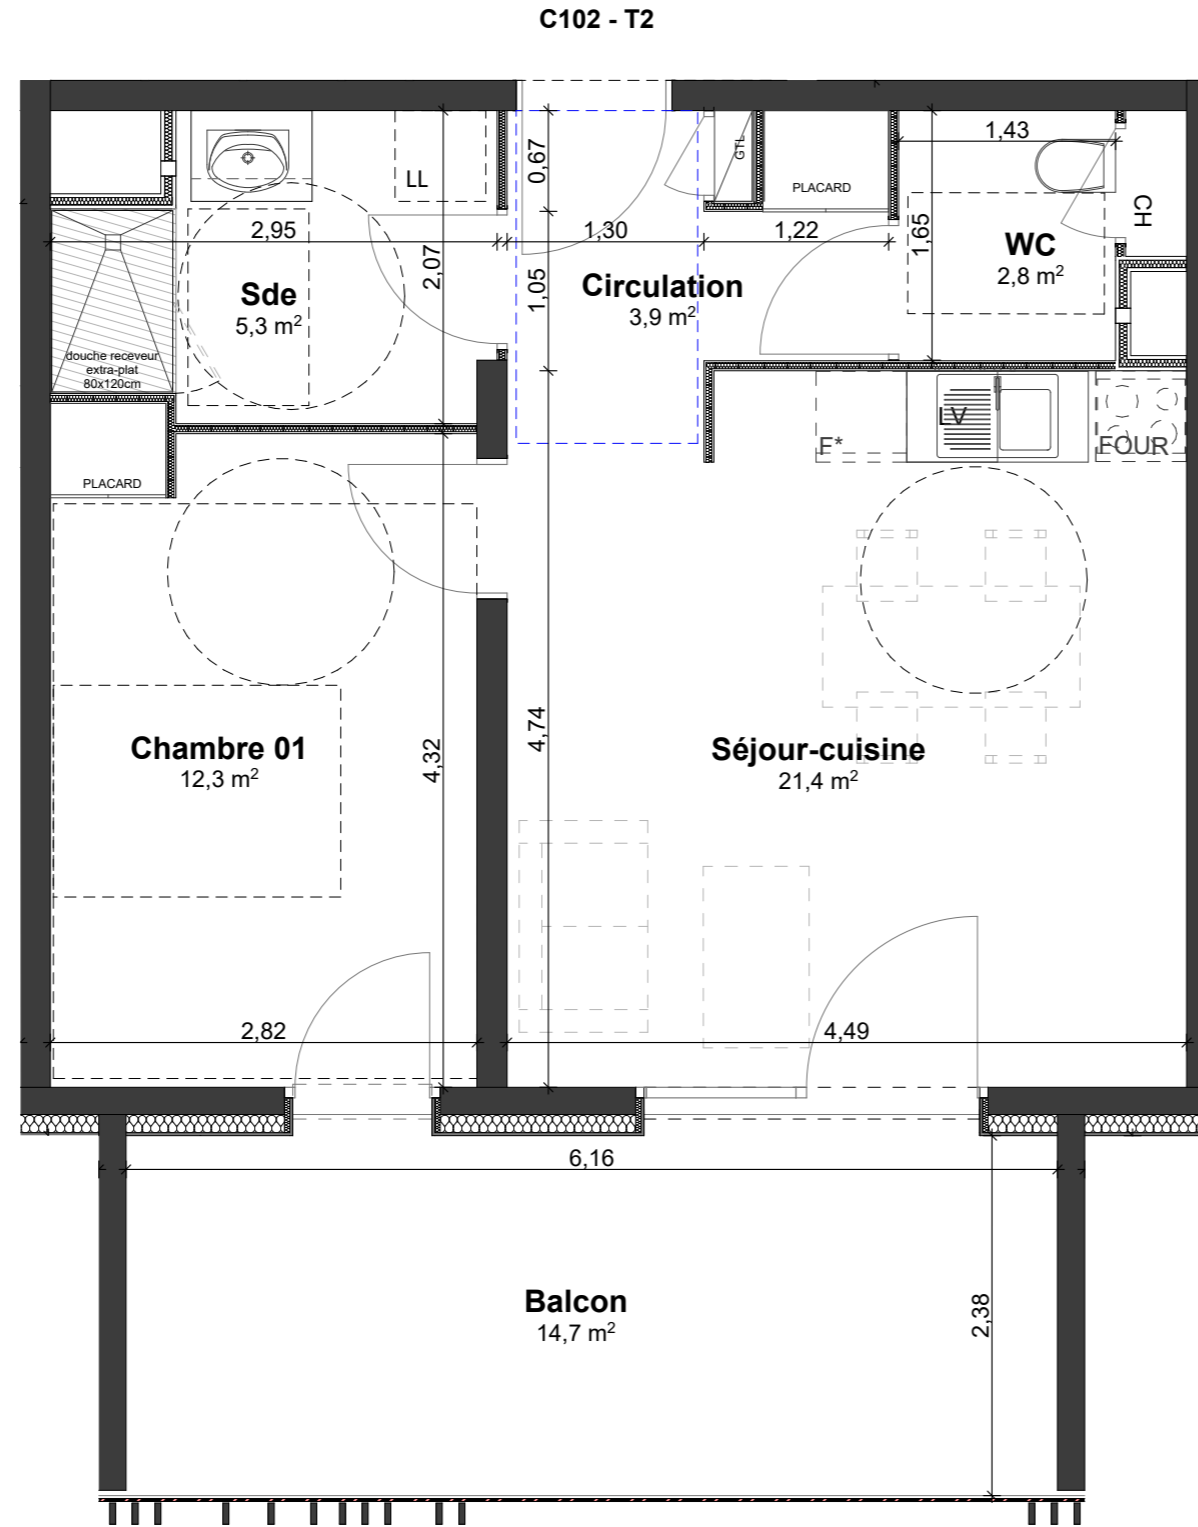 C102 - T2
1,43
0,67
GTL
LL
PLACARD
CH
2,95
1,30
1,22
1,65
2,07
WC
2,8 m²
Sde
5,3 m²
1,05
Circulation
3,9 m²
douche receveur
extra-plat
80x120cm
LV
F*
FOUR
PLACARD
4,74
4,32
Chambre 01
12,3 m²
Séjour-cuisine
21,4 m²
2,82
4,49
6,16
Balcon
14,7 m²
2,38